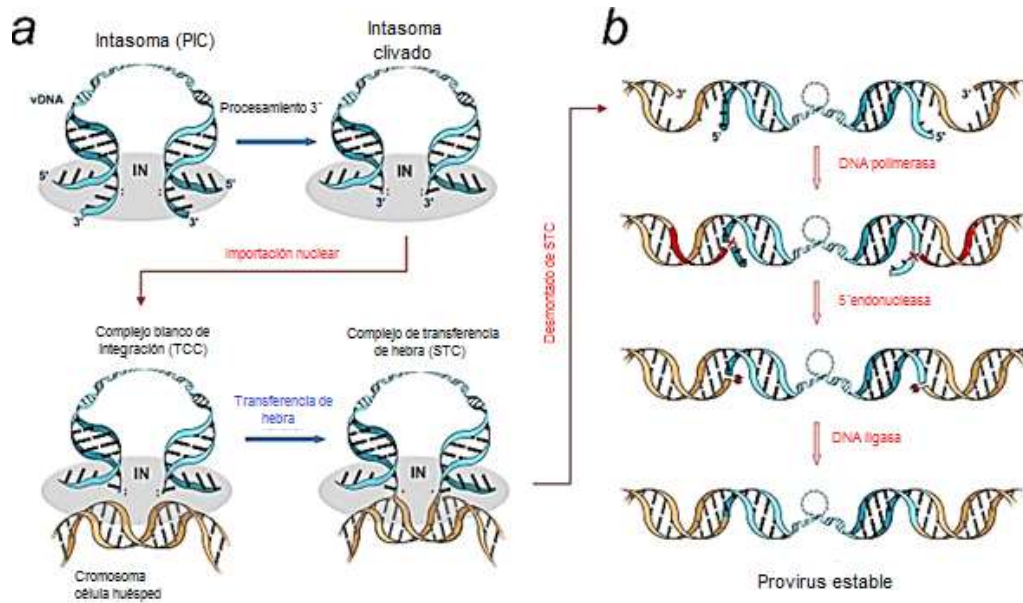 a
Intasoma (PIC)
Intasoma
clivado
vDNA
Procesamiento 3´
IN
5'
5'
3'
3'
IN
3'
3'
Importación nuclear
Complejo blanco de
integración (TCC)
Complejo de transferencia
de hebra (STC)
Transferencia de
hebra
IN
IN
Cromosoma
célula huésped
Desmontado de STC
b
3'
3'
5'
5'
DNA polimerasa
5´endonucleasa
DNA ligasa
Provirus estable